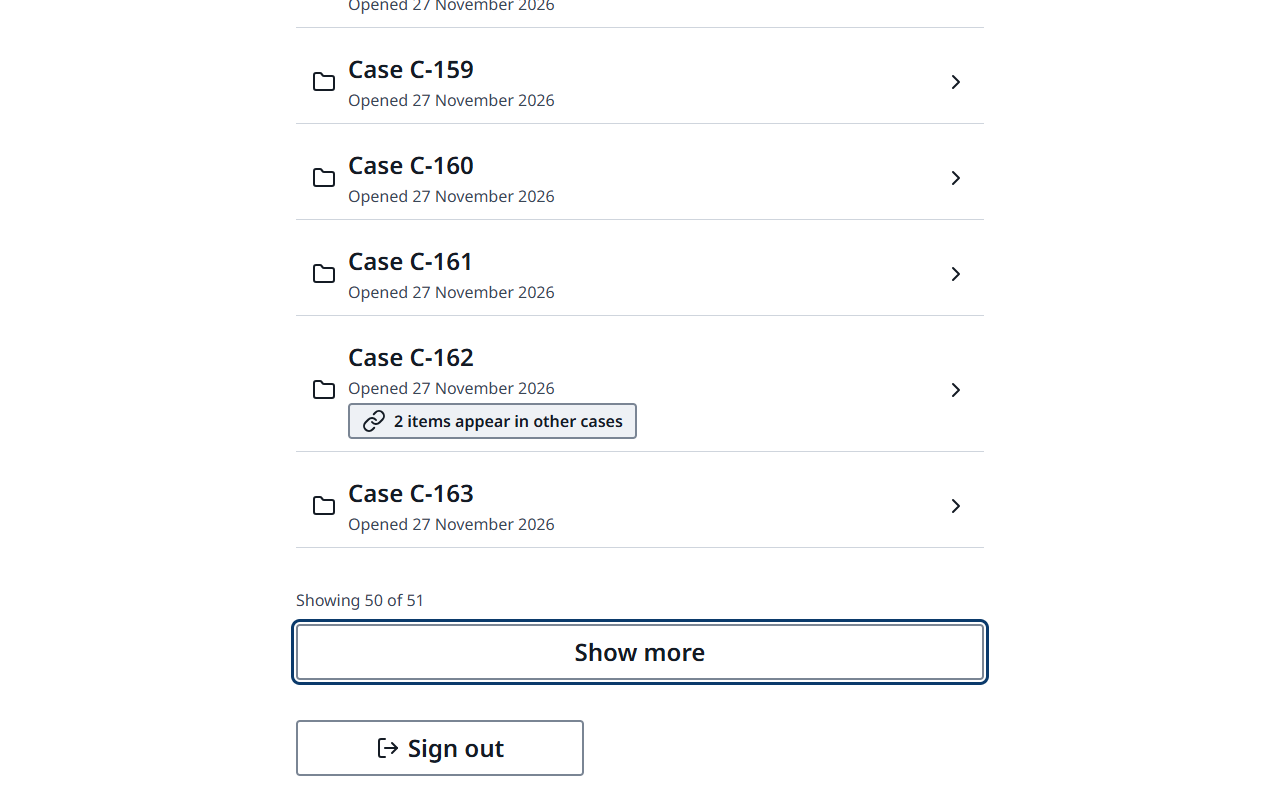 Opened 27 November 2026
Case C-159
Opened 27 November 2026
Case C-160
Opened 27 November 2026
Case C-161
Opened 27 November 2026
Case C-162
Opened 27 November 2026
2 items appear in other cases
Case C-163
Opened 27 November 2026
Showing 50 of 51
Show more
Sign out